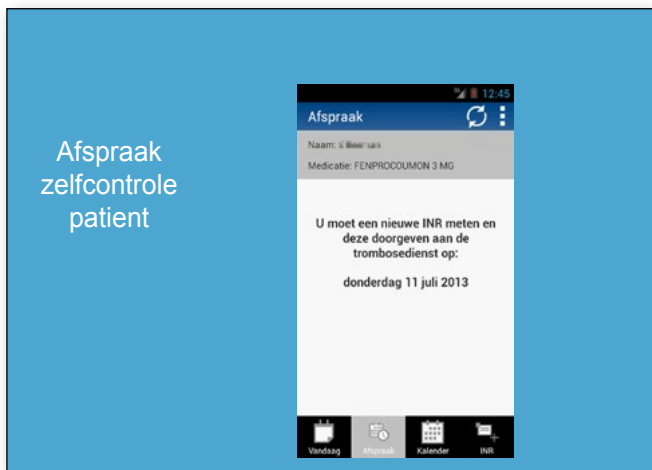 Afspraak
zelfcontrole
patient
12:45
Afspraak
Naam:
Medicatie: FENPROCOUMON 3 MG
U moet een nieuwe INR meten en
deze doorgeven aan de
trombosedienst op:
donderdag 11 juli 2013
Vandaag Afspraak Kalender INR